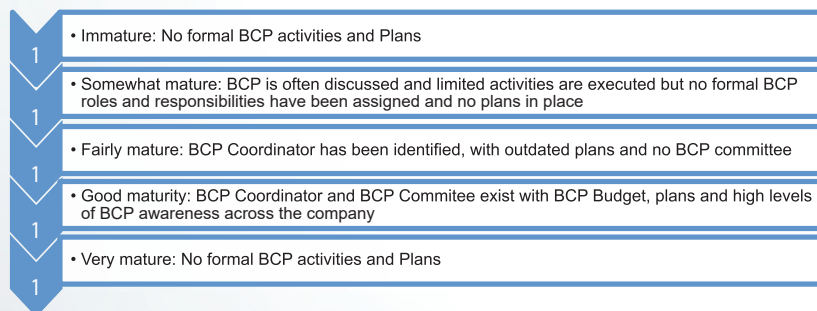 1
• Immature: No formal BCP activities and Plans
1
• Somewhat mature: BCP is often discussed and limited activities are executed but no formal BCP
roles and responsibilities have been assigned and no plans in place
1
• Fairly mature: BCP Coordinator has been identified, with outdated plans and no BCP committee
1
• Good maturity: BCP Coordinator and BCP Commitee exist with BCP Budget, plans and high levels
of BCP awareness across the company
1
• Very mature: No formal BCP activities and Plans